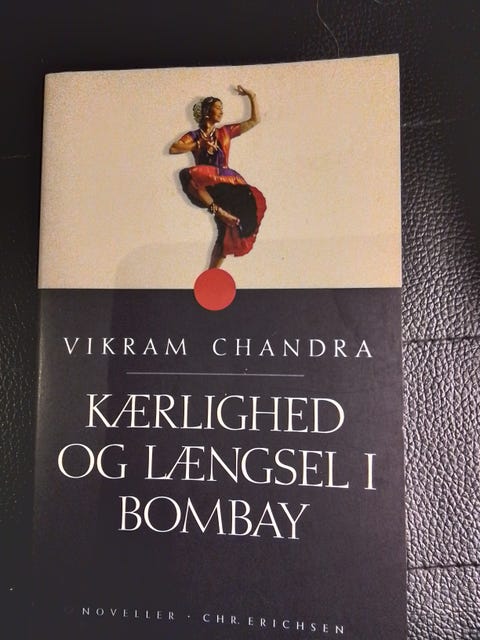 VIKRAM CHANDRA
KÆRLIGHED
OG LÆNGSEL I
BOMBAY
NOVELLER · CHR. ERICHSEN